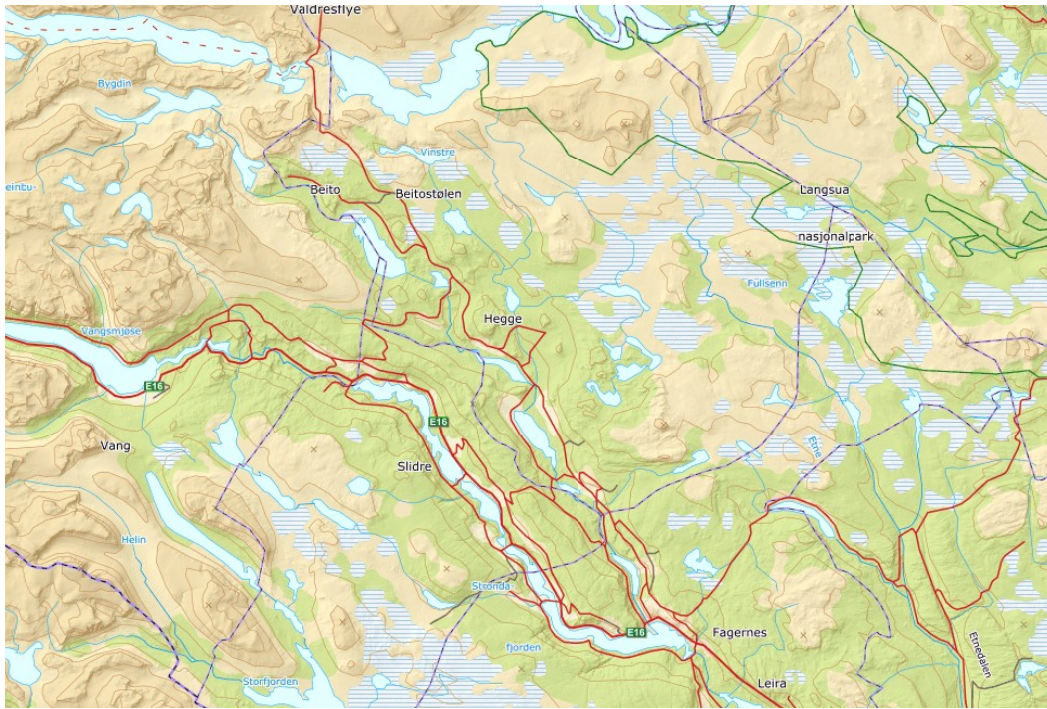 Valdresflye
Bygdin
Vinstre
Beito
Beitostølen
Langsua
nasjonalpark
Fullsenn
Hegge
Vangsmjøse
E16
E16
Vang
Slidre
Etne
Helin
Strondafjorden
E16
Fagernes
Etnedalen
Storfjorden
Leira